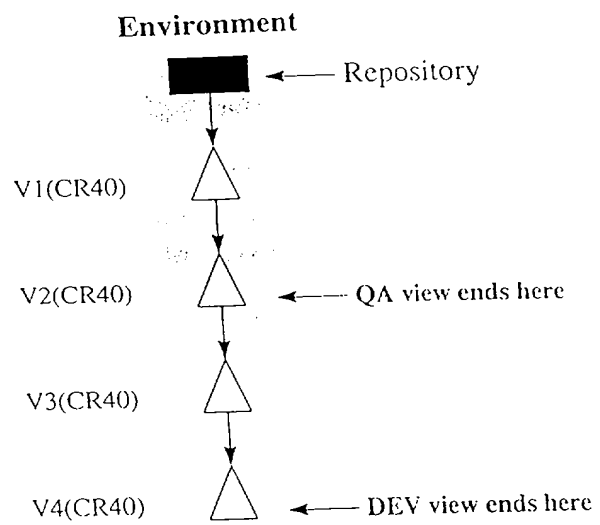 Environment
Repository
V1(CR40)
V2(CR40)
QA view ends here
V3(CR40)
V4(CR40)
DEV view ends here